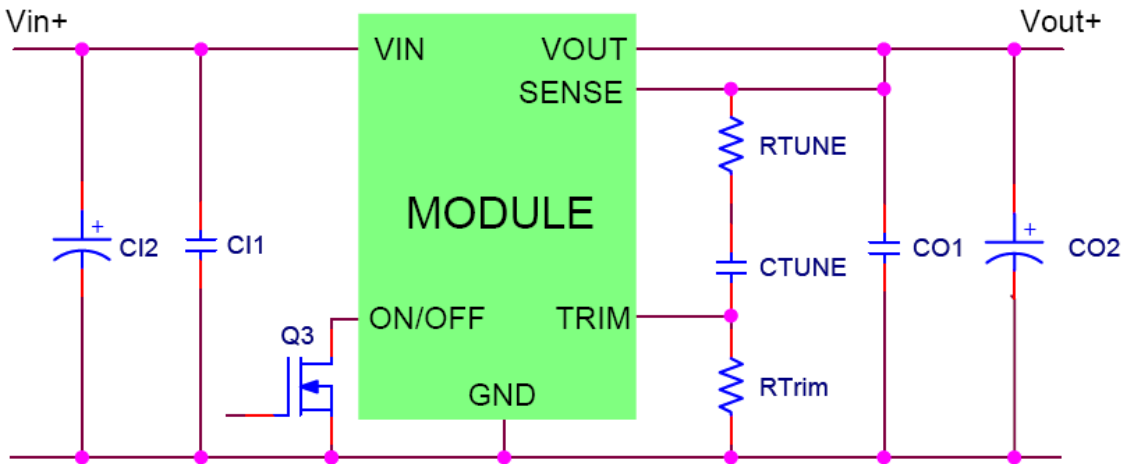 Vin+
Vout+
VIN
VOUT
SENSE
RTUNE
MODULE
+
CI2
CI1
CTUNE
CO1
+
CO2
ON/OFF
TRIM
Q3
RTrim
GND